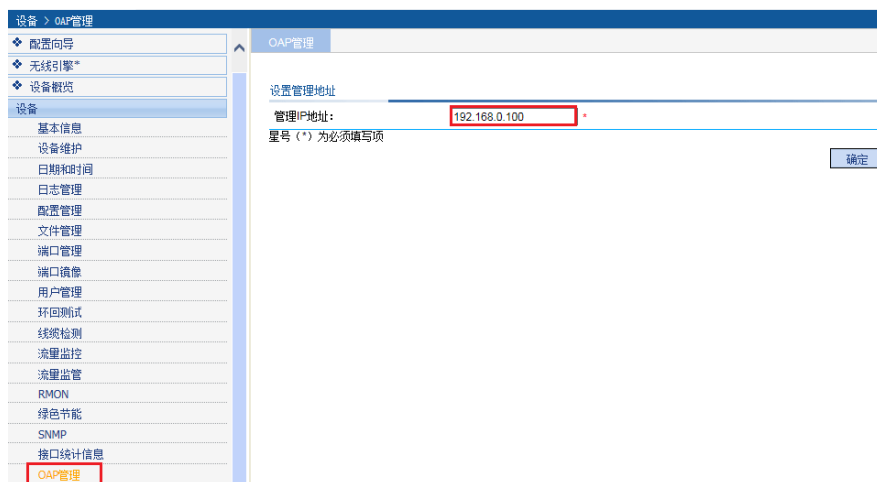 设备 > OAP管理
配置向导
无线引擎*
设备概览
设备
基本信息
设备维护
日期和时间
日志管理
配置管理
文件管理
端口管理
端口镜像
用户管理
环回测试
线缆检测
流量监控
流量监管
RMON
绿色节能
SNMP
接口统计信息
OAP管理
OAP管理
设置管理地址
管理IP地址: 192.168.0.100 *
星号（*）为必须填写项
确定